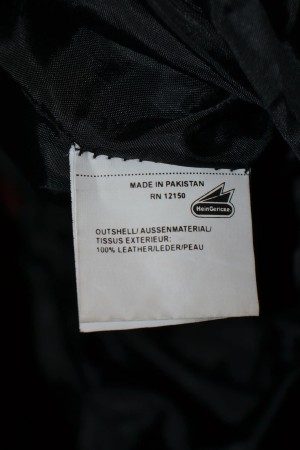 MADE IN PAKISTAN
RN 12150
HeinGericke
OUTSHELL/ AUSSENMATERIAL/
TISSUS EXTERIEUR:
100% LEATHER/LEDER/PEAU